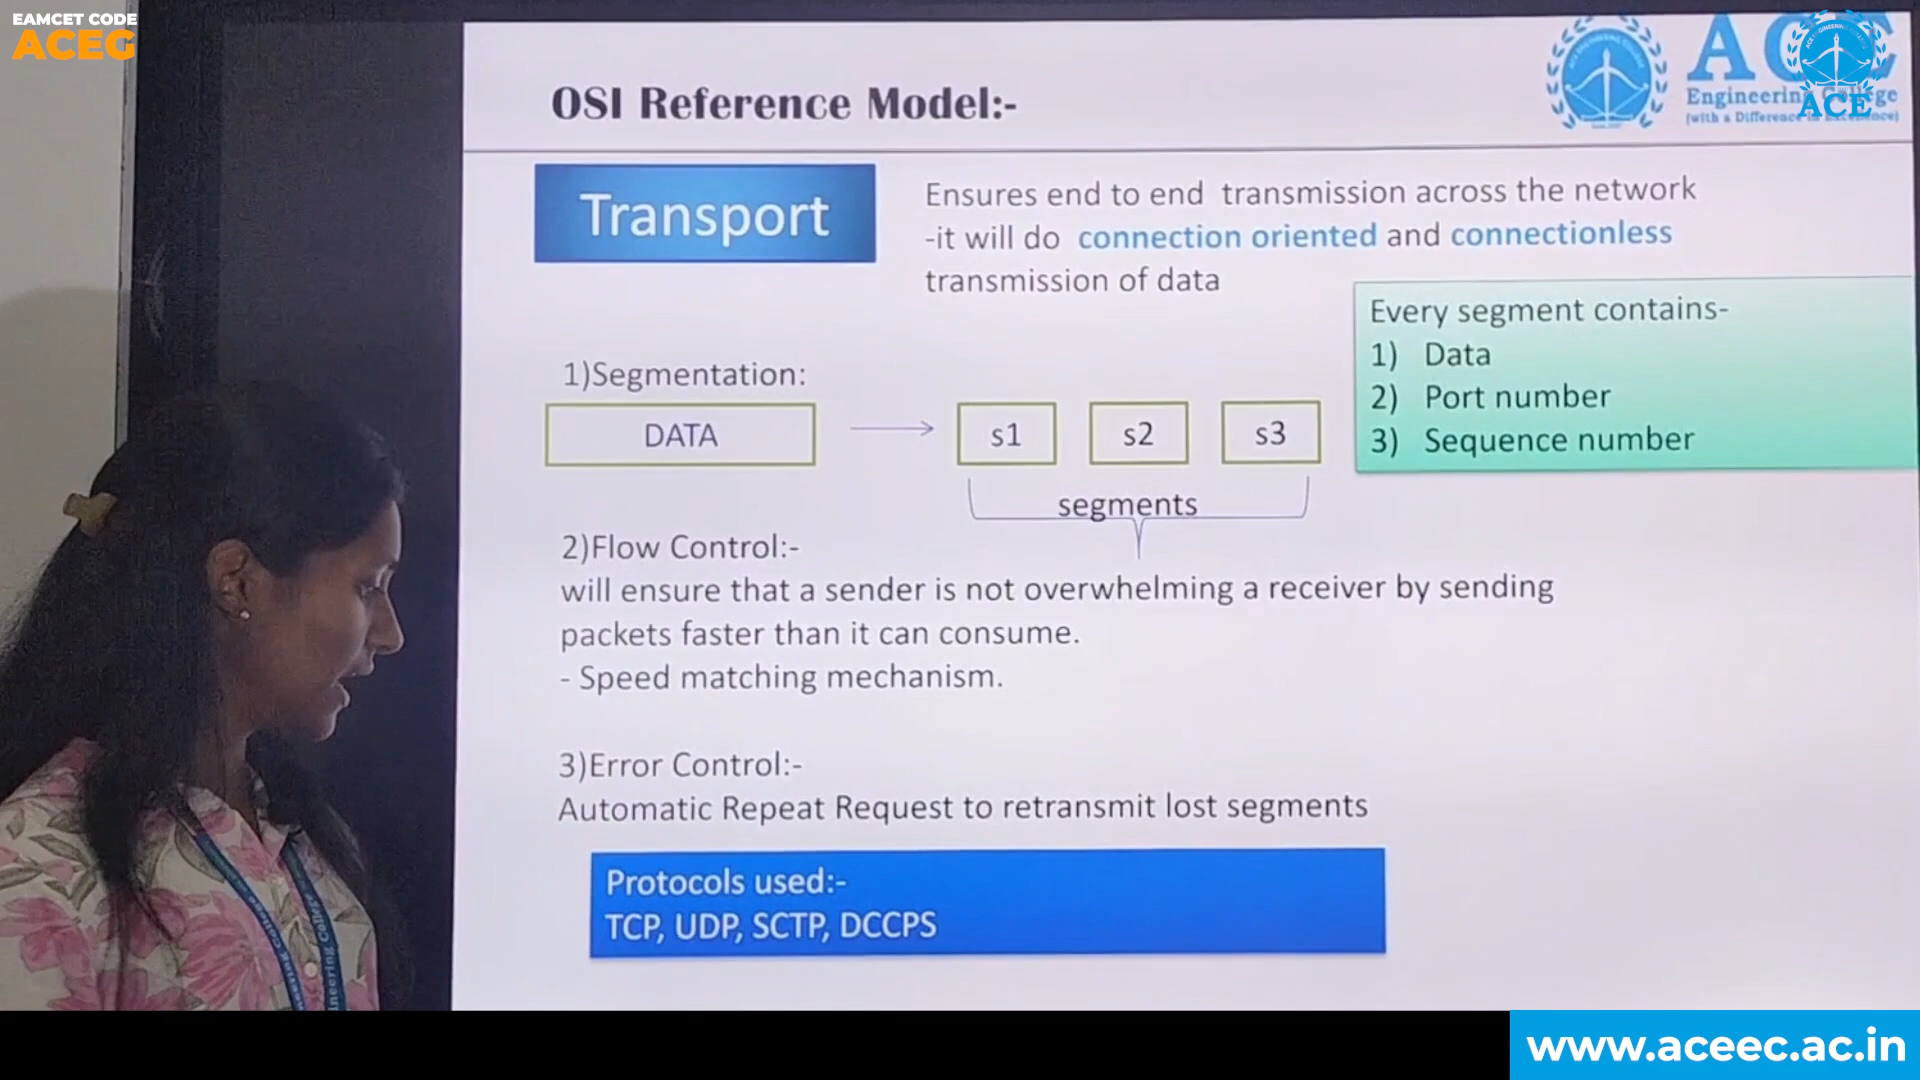 EAMCET CODE
ACEG
OSI Reference Model:-
ACE
Engineering College
ACE
Transport
Ensures end to end transmission across the network
-it will do connection oriented and connectionless
transmission of data
Every segment contains-
1) Data
2) Port number
3) Sequence number
1)Segmentation:
DATA
s1
s2
s3
segments
2)Flow Control:-
will ensure that a sender is not overwhelming a receiver by sending
packets faster than it can consume.
- Speed matching mechanism.
3)Error Control:-
Automatic Repeat Request to retransmit lost segments
Protocols used:-
TCP, UDP, SCTP, DCCPS
www.aceec.ac.in